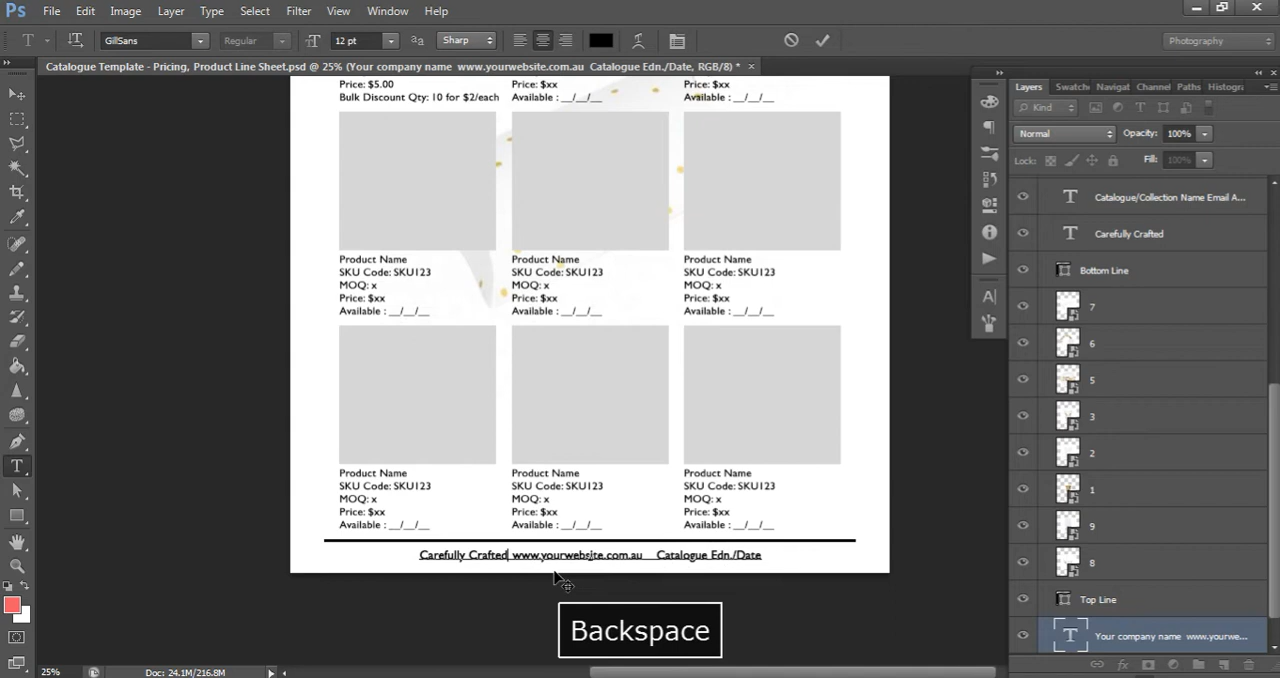 Ps File Edit Image Layer Type Select Filter View Window Help
T GillSans Regular 12 pt aa Sharp Photography
Catalogue Template - Pricing, Product Line Sheet.psd @ 25% (Your company name www.yourwebsite.com.au Catalogue Edn./Date, RGB/8) *
Price: $5.00 Price: $xx Price: $xx
Bulk Discount Qty: 10 for $2/each Available : __/__/__ Available : __/__/__
Product Name Product Name Product Name
SKU Code: SKU123 SKU Code: SKU123 SKU Code: SKU123
MOQ: x MOQ: x MOQ: x
Price: $xx Price: $xx Price: $xx
Available : __/__/__ Available : __/__/__ Available : __/__/__
Product Name Product Name Product Name
SKU Code: SKU123 SKU Code: SKU123 SKU Code: SKU123
MOQ: x MOQ: x MOQ: x
Price: $xx Price: $xx Price: $xx
Available : __/__/__ Available : __/__/__ Available : __/__/__
Carefully Crafted www.yourwebsite.com.au Catalogue Edn./Date
Backspace
25% Doc: 24.1M/216.8M
Layers Swatch Navigat Channel Paths Histogr
Kind
Normal Opacity: 100%
Lock: Fill: 100%
T Catalogue/Collection Name Email A...
T Carefully Crafted
Bottom Line
7
6
5
3
2
1
9
8
Top Line
T Your company name www.yourwe...